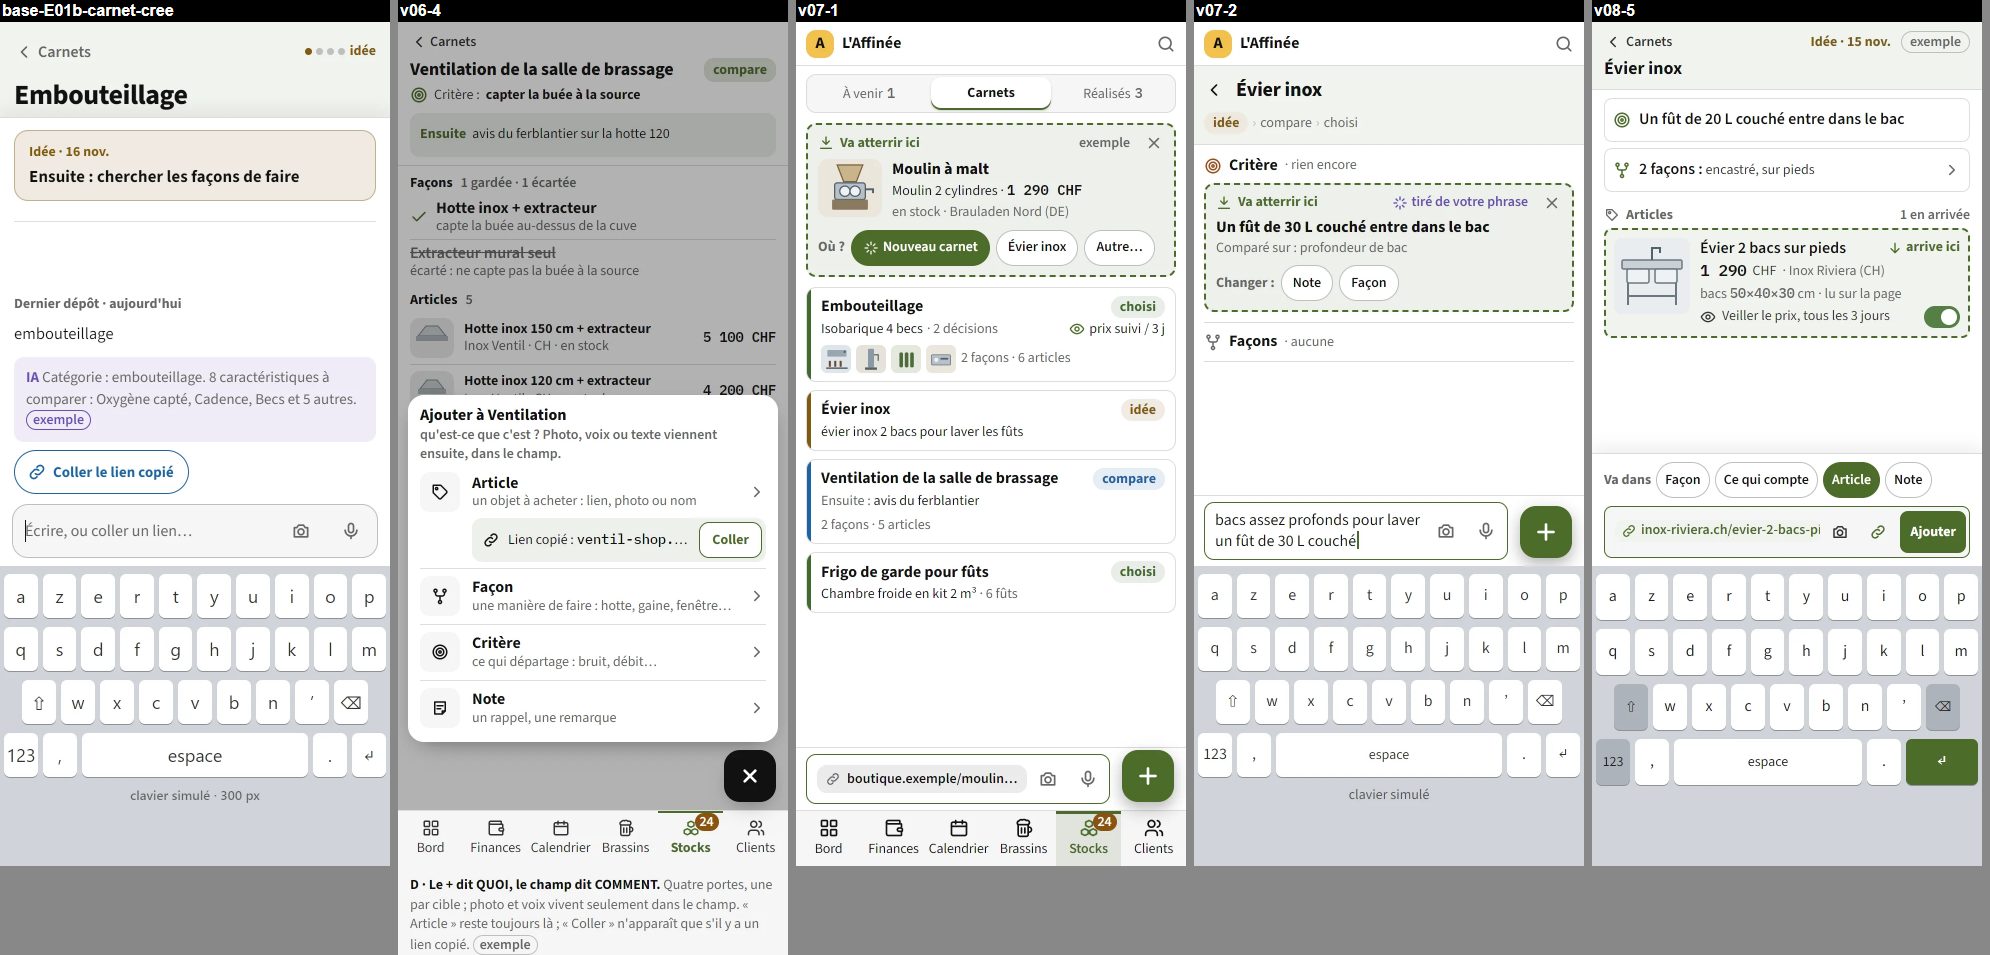 base-E01b-carnet-cree
Carnets
idée
Embouteillage
Idée · 16 nov.
Ensuite : chercher les façons de faire
Dernier dépôt · aujourd'hui
embouteillage
IA Catégorie : embouteillage. 8 caractéristiques à
comparer : Oxygène capté, Cadence, Becs et 5 autres.
exemple
Coller le lien copié
Écrire, ou coller un lien…
a z e r t y u i o p
q s d f g h j k l m
⇧ w x c v b n ’ ⌫
123 , espace . ↵
clavier simulé · 300 px
v06-4
Carnets
Ventilation de la salle de brassage
compare
Critère : capter la buée à la source
Ensuite avis du ferblantier sur la hotte 120
Façons 1 gardée · 1 écartée
Hotte inox + extracteur
capte la buée au-dessus de la cuve
Extracteur mural seul
écarté : ne capte pas la buée à la source
Articles 5
Hotte inox 150 cm + extracteur
Inox Ventil · CH · en stock
5 100 CHF
Hotte inox 120 cm + extracteur
4 200 CHF
Ajouter à Ventilation
qu'est-ce que c'est ? Photo, voix ou texte viennent
ensuite, dans le champ.
Article
un objet à acheter : lien, photo ou nom
Lien copié : ventil-shop.…
Coller
Façon
une manière de faire : hotte, gaine, fenêtre…
Critère
ce qui départage : bruit, débit…
Note
un rappel, une remarque
Bord
Finances
Calendrier
Brassins
24
Stocks
Clients
D · Le + dit QUOI, le champ dit COMMENT. Quatre portes, une
par cible ; photo et voix vivent seulement dans le champ. «
Article » reste toujours là ; « Coller » n'apparaît que s'il y a un
lien copié. exemple
v07-1
A L'Affinée
À venir 1
Carnets
Réalisés 3
Va atterrir ici
exemple
Moulin à malt
Moulin 2 cylindres · 1 290 CHF
en stock · Brauladen Nord (DE)
Où ?
Nouveau carnet
Évier inox
Autre…
Embouteillage
choisi
Isobarique 4 becs · 2 décisions
prix suivi / 3 j
2 façons · 6 articles
Évier inox
idée
évier inox 2 bacs pour laver les fûts
Ventilation de la salle de brassage
compare
Ensuite : avis du ferblantier
2 façons · 5 articles
Frigo de garde pour fûts
choisi
Chambre froide en kit 2 m³ · 6 fûts
boutique.exemple/moulin…
Bord
Finances
Calendrier
Brassins
24
Stocks
Clients
v07-2
A L'Affinée
Évier inox
idée › compare › choisi
Critère · rien encore
Va atterrir ici
tiré de votre phrase
Un fût de 30 L couché entre dans le bac
Comparé sur : profondeur de bac
Changer :
Note
Façon
Façons · aucune
bacs assez profonds pour laver
un fût de 30 L couché
a z e r t y u i o p
q s d f g h j k l m
⇧ w x c v b n ’ ⌫
123 , espace . ↵
clavier simulé
v08-5
Carnets
Idée · 15 nov.
exemple
Évier inox
Un fût de 20 L couché entre dans le bac
2 façons : encastré, sur pieds
Articles
1 en arrivée
Évier 2 bacs sur pieds
arrive ici
1 290 CHF · Inox Riviera (CH)
bacs 50×40×30 cm · lu sur la page
Veiller le prix, tous les 3 jours
Va dans
Façon
Ce qui compte
Article
Note
inox-riviera.ch/evier-2-bacs-pi
Ajouter
a z e r t y u i o p
q s d f g h j k l m
⇧ w x c v b n ’ ⌫
123 , espace . ↵